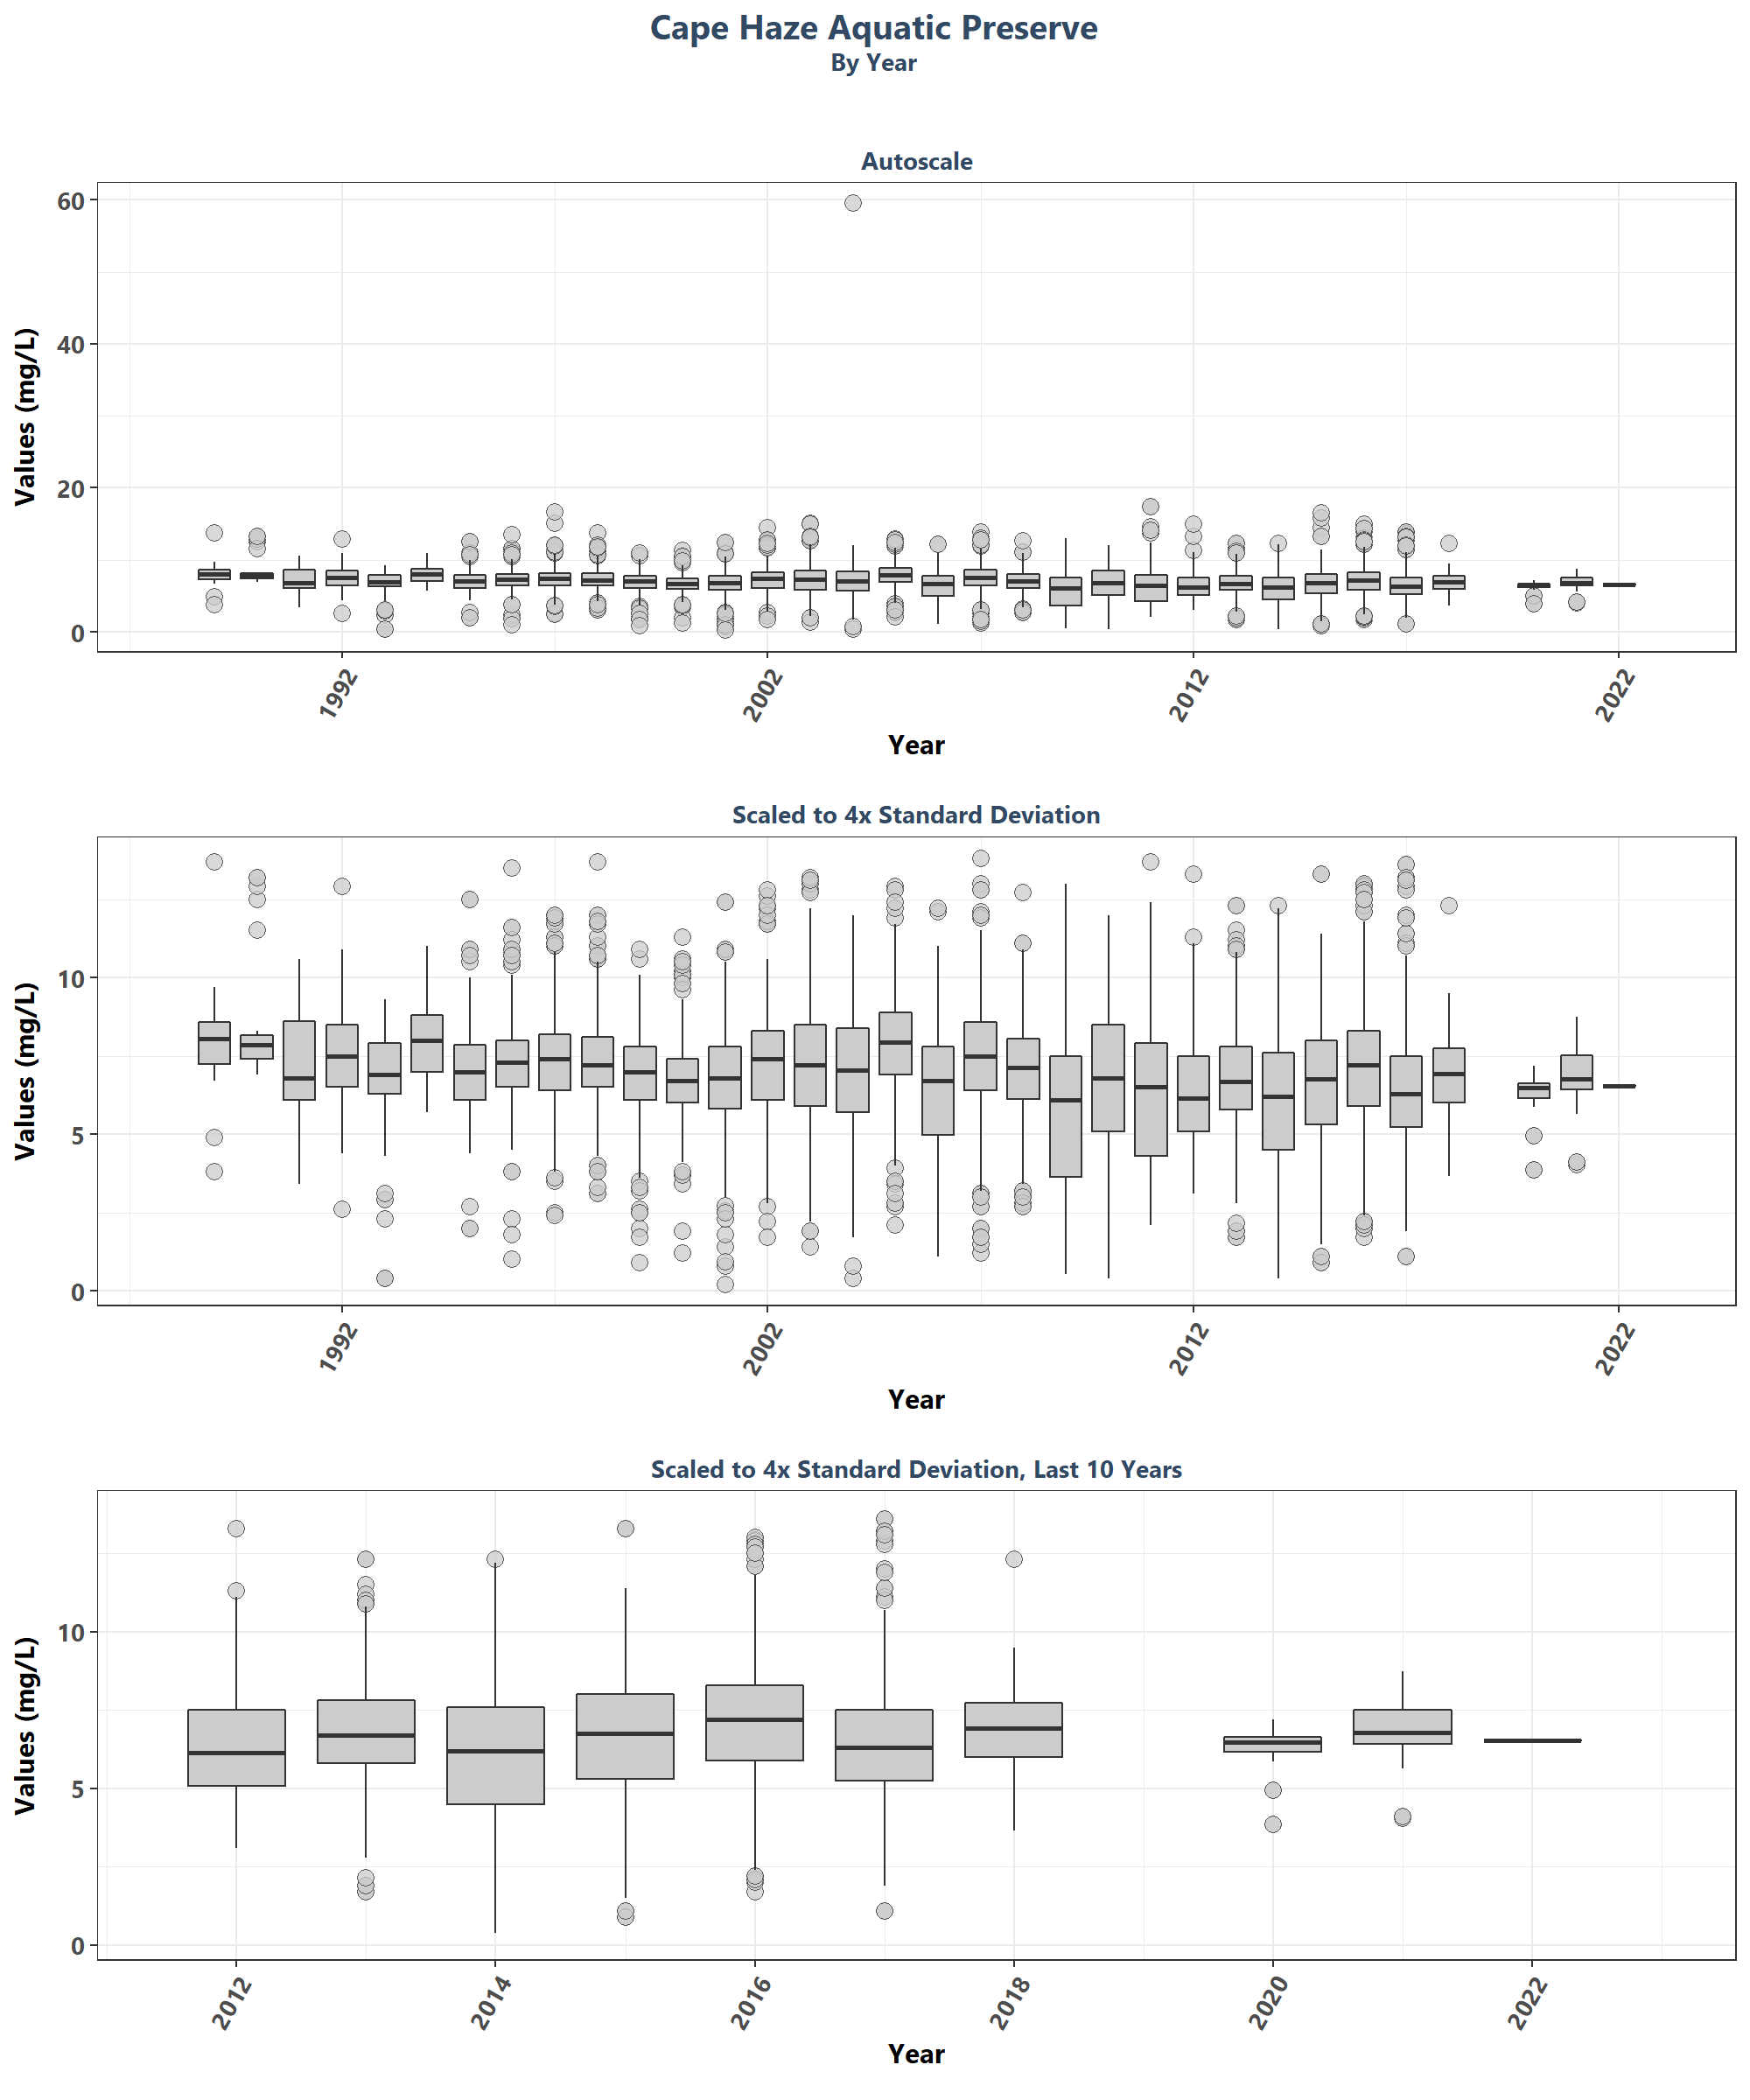 Cape Haze Aquatic Preserve
By Year
Autoscale
Values (mg/L)
60
40
20
0
1992
2002
2012
2022
Year
Scaled to 4x Standard Deviation
Values (mg/L)
10
5
0
1992
2002
2012
2022
Year
Scaled to 4x Standard Deviation, Last 10 Years
Values (mg/L)
10
5
0
2012
2014
2016
2018
2020
2022
Year